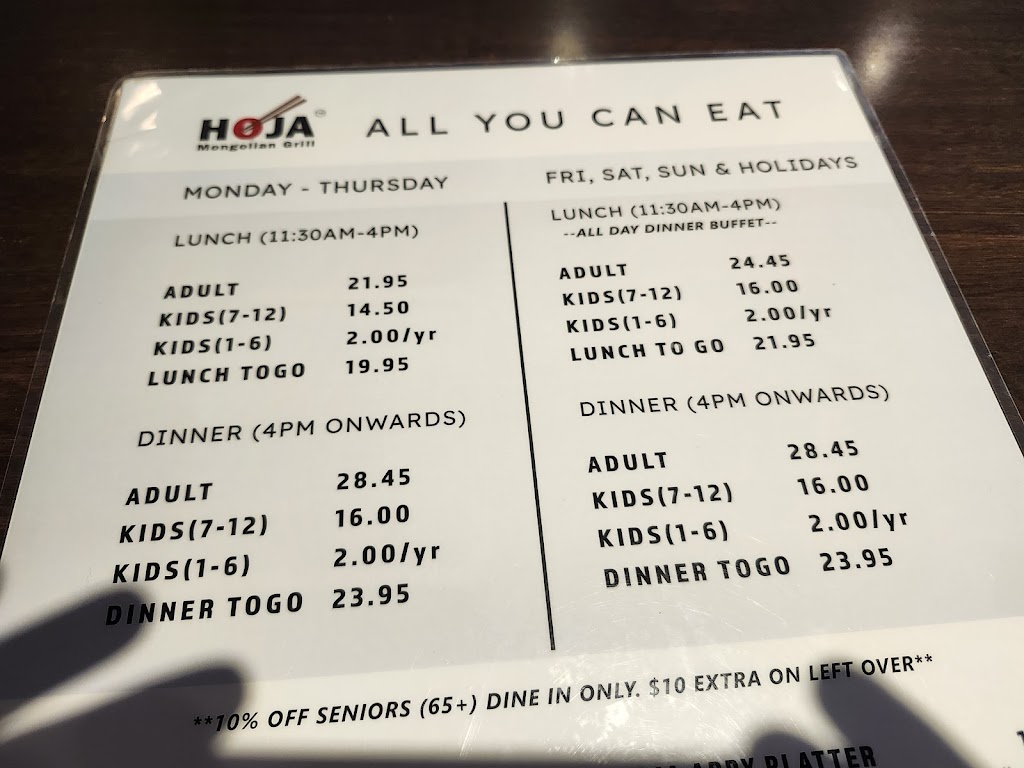 HOJA
Mongolian Grill
ALL YOU CAN EAT
MONDAY - THURSDAY
LUNCH (11:30AM-4PM)
ADULT 21.95
KIDS(7-12) 14.50
KIDS(1-6) 2.00/yr
LUNCH TOGO 19.95
DINNER (4PM ONWARDS)
ADULT 28.45
KIDS(7-12) 16.00
KIDS(1-6) 2.00/yr
DINNER TOGO 23.95
FRI, SAT, SUN & HOLIDAYS
LUNCH (11:30AM-4PM)
--ALL DAY DINNER BUFFET--
ADULT 24.45
KIDS(7-12) 16.00
KIDS(1-6) 2.00/yr
LUNCH TO GO 21.95
DINNER (4PM ONWARDS)
ADULT 28.45
KIDS(7-12) 16.00
KIDS(1-6) 2.00/yr
DINNER TOGO 23.95
**10% OFF SENIORS (65+) DINE IN ONLY. $10 EXTRA ON LEFT OVER**
PLATTER